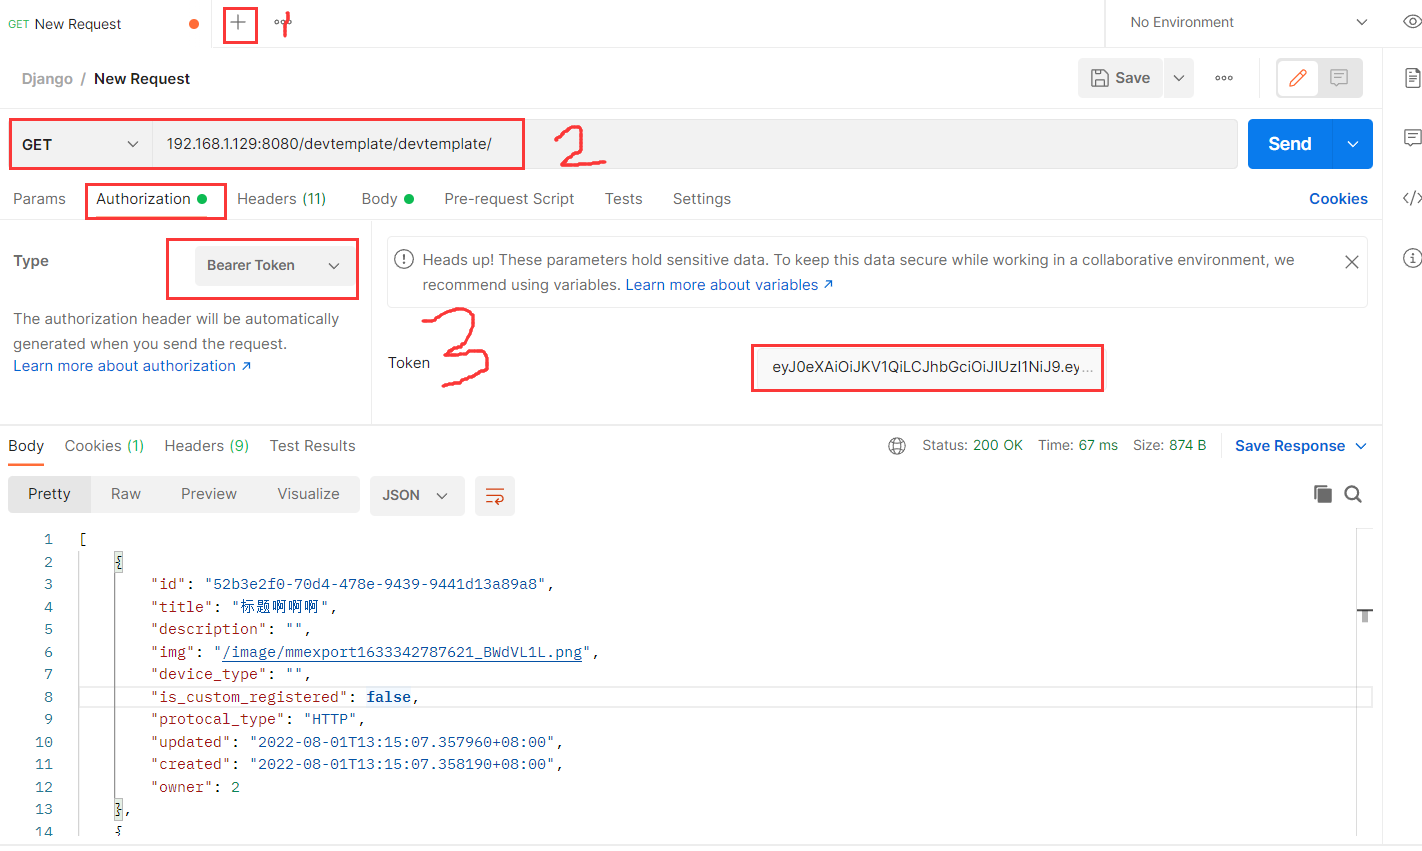 GET New Request
1
No Environment
Django / New Request
Save
GET
192.168.1.129:8080/devtemplate/devtemplate/
2
Send
Params
Authorization
Headers (11)
Body
Pre-request Script
Tests
Settings
Cookies
Type
Bearer Token
Heads up! These parameters hold sensitive data. To keep this data secure while working in a collaborative environment, we
recommend using variables. Learn more about variables ↗
The authorization header will be automatically
generated when you send the request.
Learn more about authorization ↗
3
Token
eyJ0eXAiOiJKV1QiLCJhbGciOiJIUzI1NiJ9.ey...
Body
Cookies (1)
Headers (9)
Test Results
Status: 200 OK
Time: 67 ms
Size: 874 B
Save Response
Pretty
Raw
Preview
Visualize
JSON
1 [
2 {
3 "id": "52b3e2f0-70d4-478e-9439-9441d13a89a8",
4 "title": "标题啊啊啊",
5 "description": "",
6 "img": "/image/mmexport1633342787621_BWdVL1L.png",
7 "device_type": "",
8 "is_custom_registered": false,
9 "protocal_type": "HTTP",
10 "updated": "2022-08-01T13:15:07.357960+08:00",
11 "created": "2022-08-01T13:15:07.358190+08:00",
12 "owner": 2
13 },
14 {